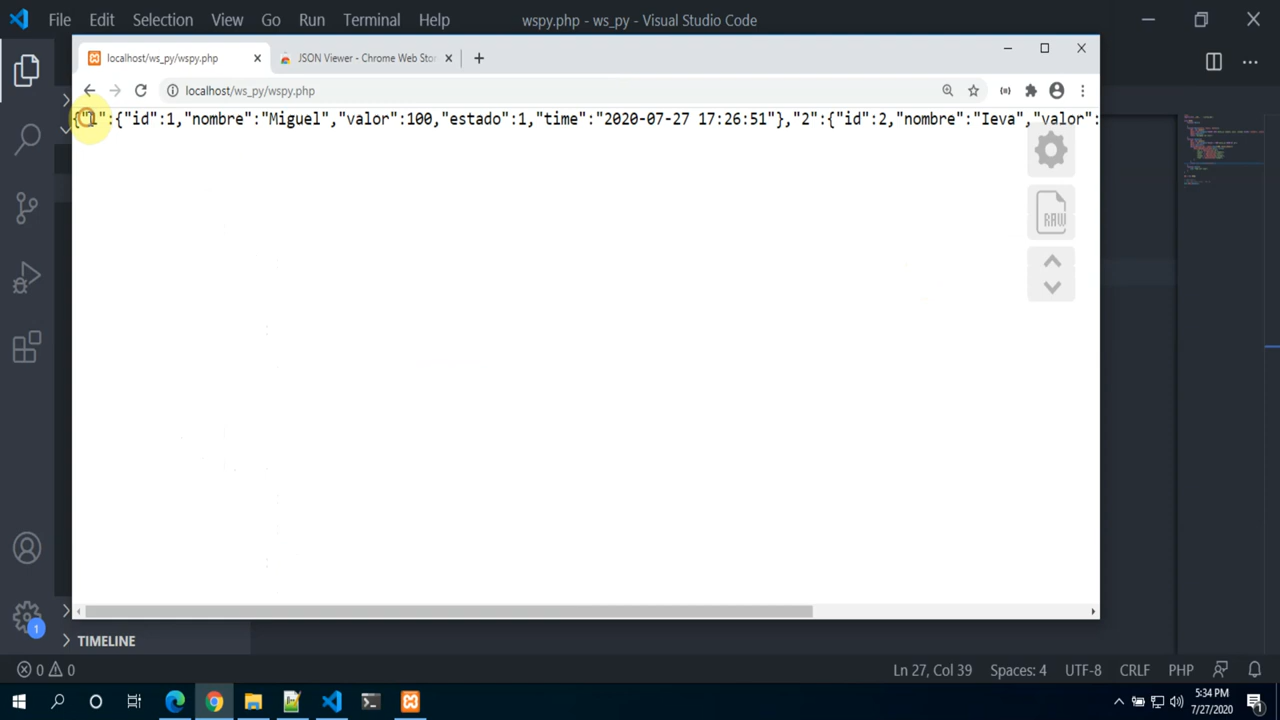 File Edit Selection View Go Run Terminal Help wspy.php - ws_py - Visual Studio Code
localhost/ws_py/wspy.php JSON Viewer - Chrome Web Stor
localhost/ws_py/wspy.php
{"1":{"id":1,"nombre":"Miguel","valor":100,"estado":1,"time":"2020-07-27 17:26:51"},"2":{"id":2,"nombre":"Ieva","valor":
RAW
1
TIMELINE
0 0 Ln 27, Col 39 Spaces: 4 UTF-8 CRLF PHP
5:34 PM
7/27/2020
1